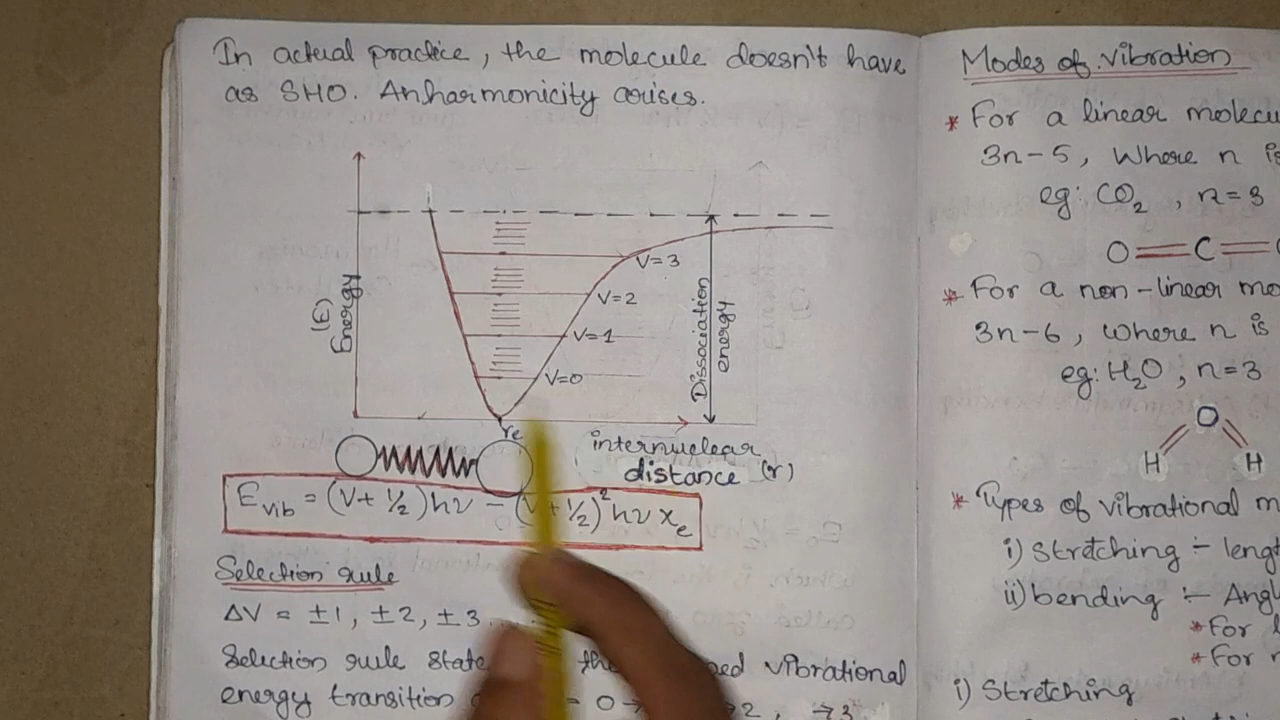 In actual practice, the molecule doesn't have
as SHO. Anharmonicity arises.
Energy
(E)
V=3
V=2
V=1
V=0
Dissociation
energy
re
internuclear
distance (r)
Evib = (V+ ½)hν - (V+½)²hν xe
Selection rule
ΔV = ±1, ±2, ±3...
Selection rule state the vibrational
energy transition = 0→ →2, →3
Modes of vibration
* For a linear molecu
3n-5, Where n is
eg: CO2, n=3
O=C=
* For a non-linear mo
3n-6, where n is
eg: H2O, n=3
O
H H
* Types of vibrational m
i) Stretching :- lengt
ii) bending :- Angl
* For l
* For n
i) Stretching